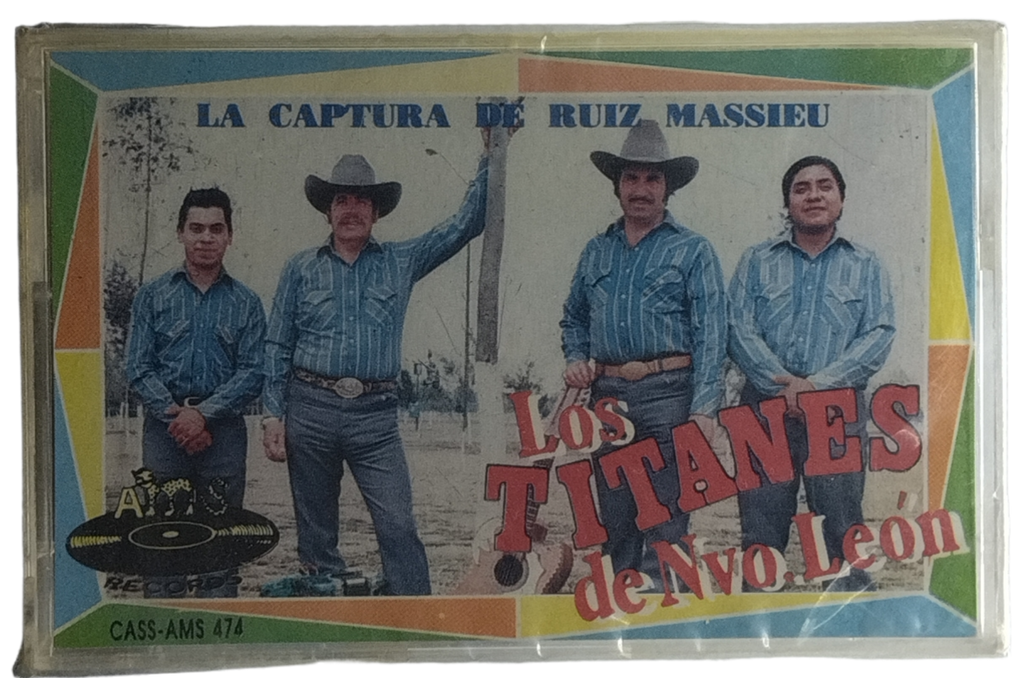 LA CAPTURA DE RUIZ MASSIEU
Los
TITANES
de Nvo. León
RECORDS
CASS-AMS 474